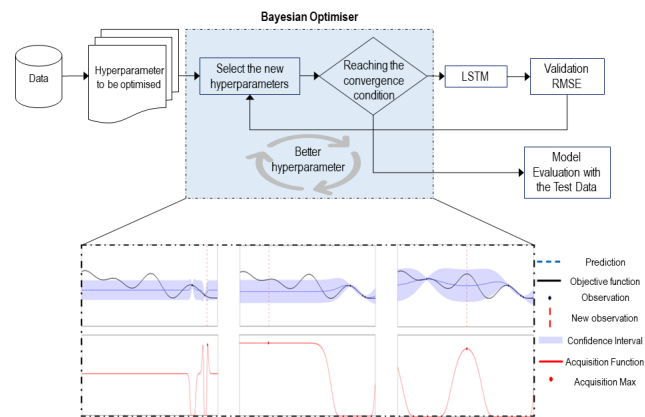 Bayesian Optimiser
Data
Hyperparameter
to be optimised
Select the new
hyperparameters
Reaching the
convergence
condition
LSTM
Validation
RMSE
Better
hyperparameter
Model
Evaluation with
the Test Data
Prediction
Objective function
Observation
New observation
Confidence Interval
Acquisition Function
Acquisition Max